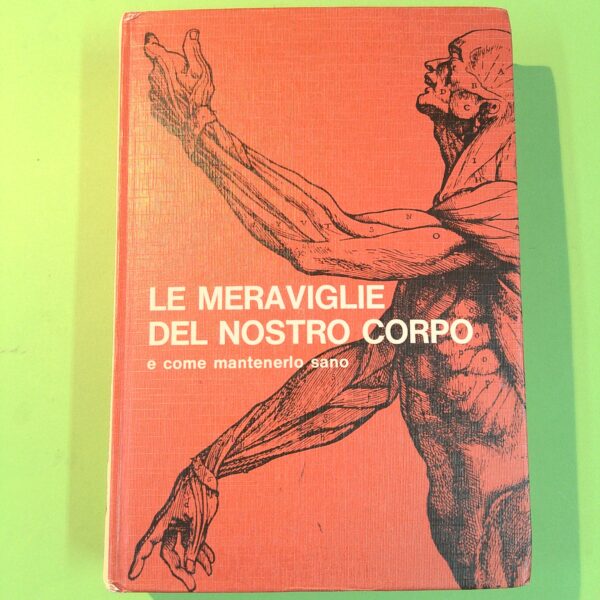 LE MERAVIGLIE
DEL NOSTRO CORPO
e come mantenerlo sano